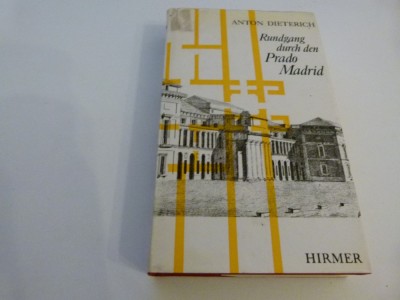 ANTON DIETERICH
Rundgang
durch den
Prado
Madrid
HIRMER